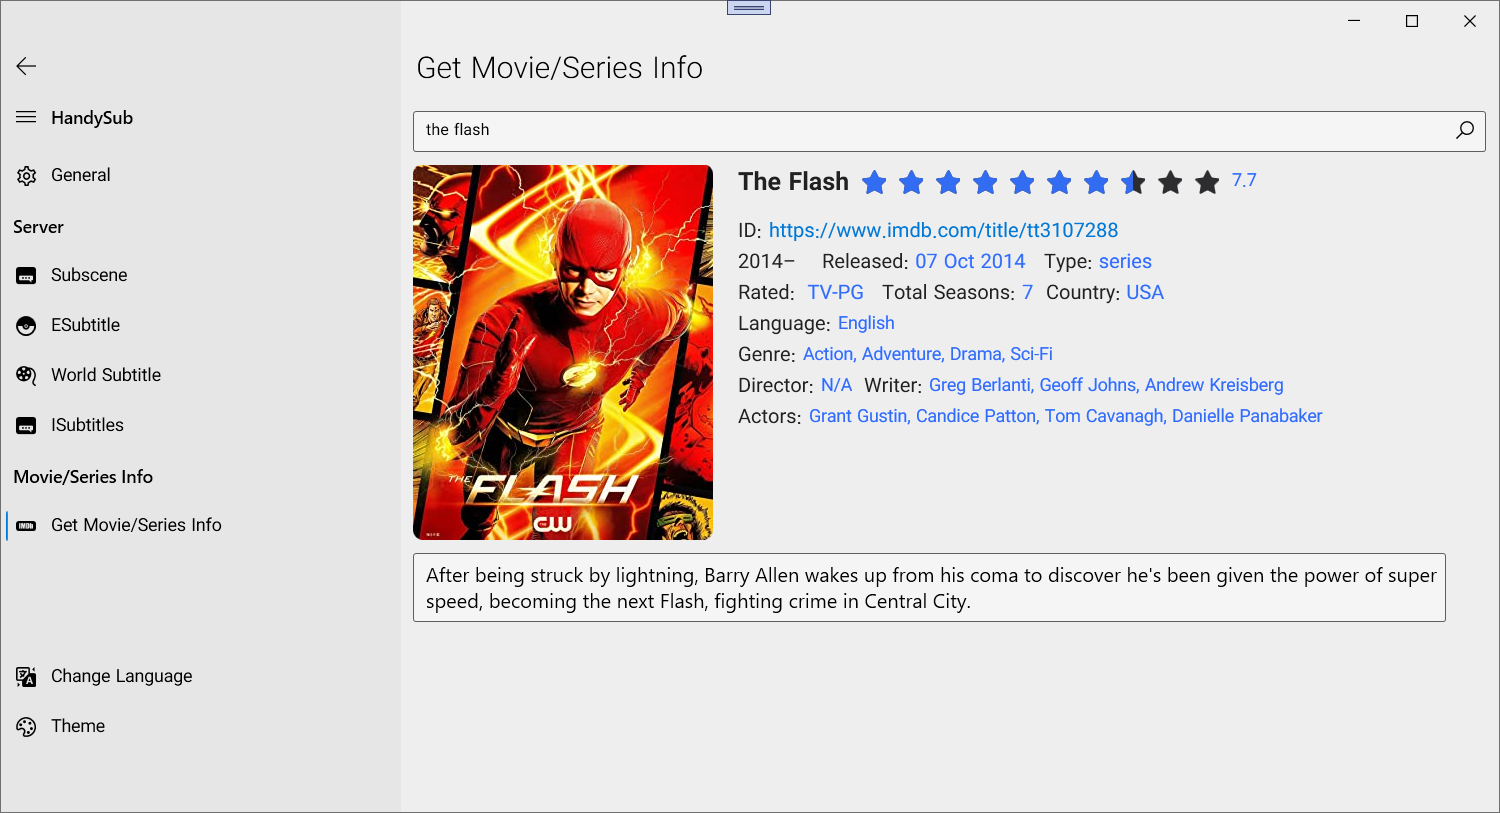 Get Movie/Series Info
HandySub
General
Server
Subscene
ESubtitle
World Subtitle
ISubtitles
Movie/Series Info
Get Movie/Series Info
Change Language
Theme
the flash
THE FLASH
THE CW
The Flash 7.7
ID: https://www.imdb.com/title/tt3107288
2014– Released: 07 Oct 2014 Type: series
Rated: TV-PG Total Seasons: 7 Country: USA
Language: English
Genre: Action, Adventure, Drama, Sci-Fi
Director: N/A Writer: Greg Berlanti, Geoff Johns, Andrew Kreisberg
Actors: Grant Gustin, Candice Patton, Tom Cavanagh, Danielle Panabaker
After being struck by lightning, Barry Allen wakes up from his coma to discover he's been given the power of super
speed, becoming the next Flash, fighting crime in Central City.